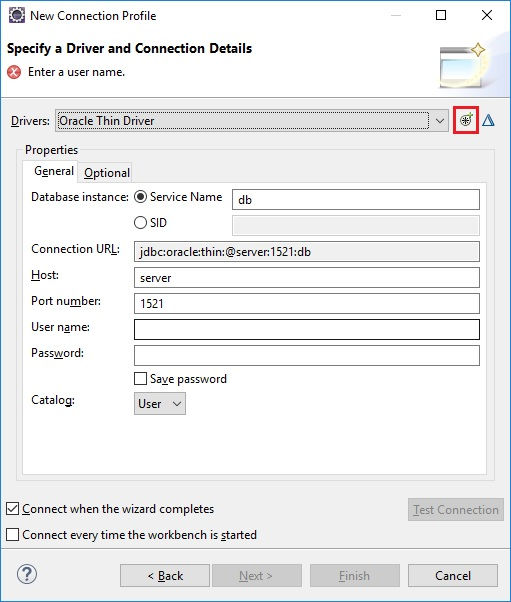 New Connection Profile
Specify a Driver and Connection Details
Enter a user name.
Drivers: Oracle Thin Driver
Properties
General Optional
Database instance: Service Name db
SID
Connection URL: jdbc:oracle:thin:@server:1521:db
Host: server
Port number: 1521
User name:
Password:
Save password
Catalog: User
Connect when the wizard completes
Test Connection
Connect every time the workbench is started
? < Back Next > Finish Cancel